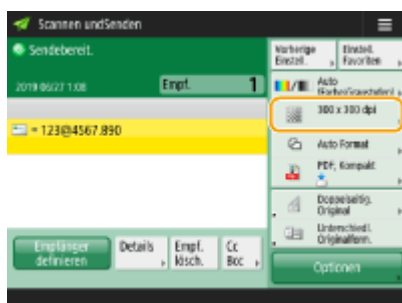 Scannen undSenden
Sendebereit.
2019 06/27 1:08
Empf. 1
= 123@4567.890
Empfänger
definieren
Details
Empf.
lösch.
Cc
Bcc
Vorherige
Einstell.
Einstell.
Favoriten
Auto
(Farbe/Graustufen)
300 x 300 dpi
Auto Format
PDF, Kompakt
Doppelseitig.
Original
Unterschiedl.
Originalform.
Optionen